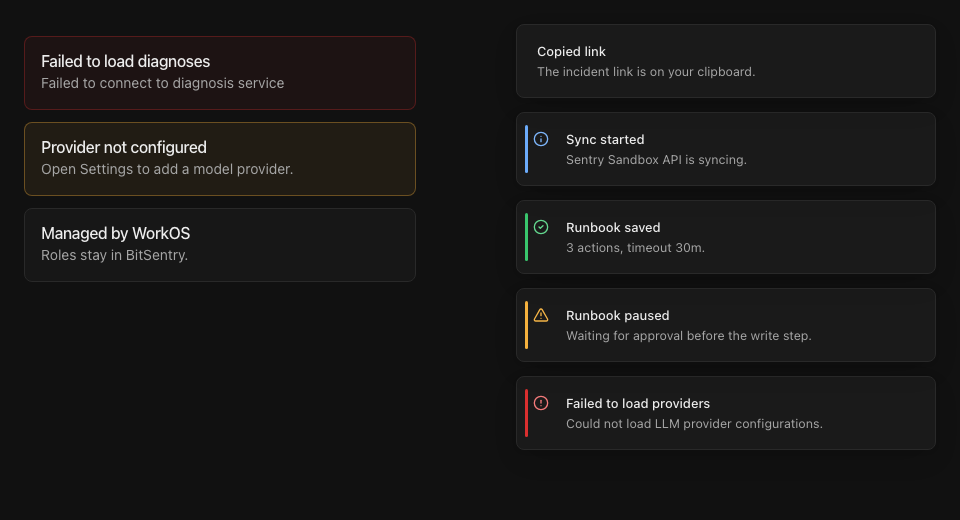 Failed to load diagnoses
Failed to connect to diagnosis service
Provider not configured
Open Settings to add a model provider.
Managed by WorkOS
Roles stay in BitSentry.
Copied link
The incident link is on your clipboard.
Sync started
Sentry Sandbox API is syncing.
Runbook saved
3 actions, timeout 30m.
Runbook paused
Waiting for approval before the write step.
Failed to load providers
Could not load LLM provider configurations.